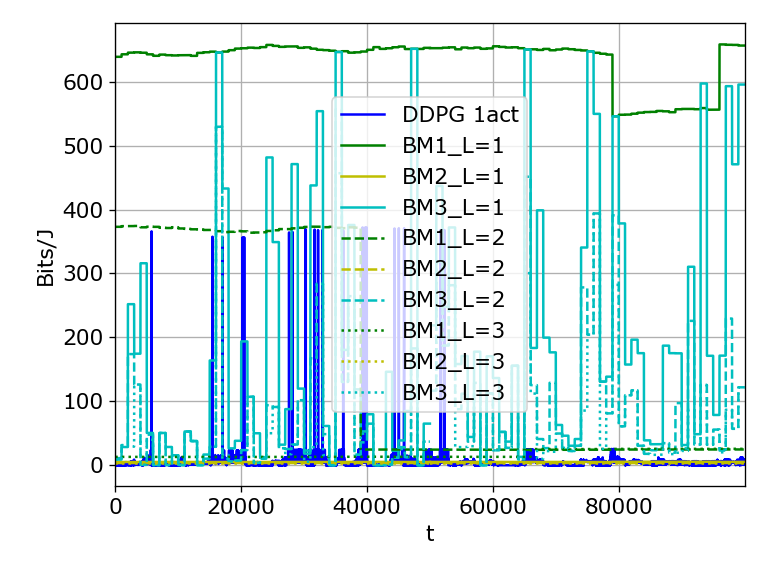 Bits/J
600
500
400
300
200
100
0
DDPG 1act
BM1_L=1
BM2_L=1
BM3_L=1
BM1_L=2
BM2_L=2
BM3_L=2
BM1_L=3
BM2_L=3
BM3_L=3
0 20000 40000 60000 80000
t